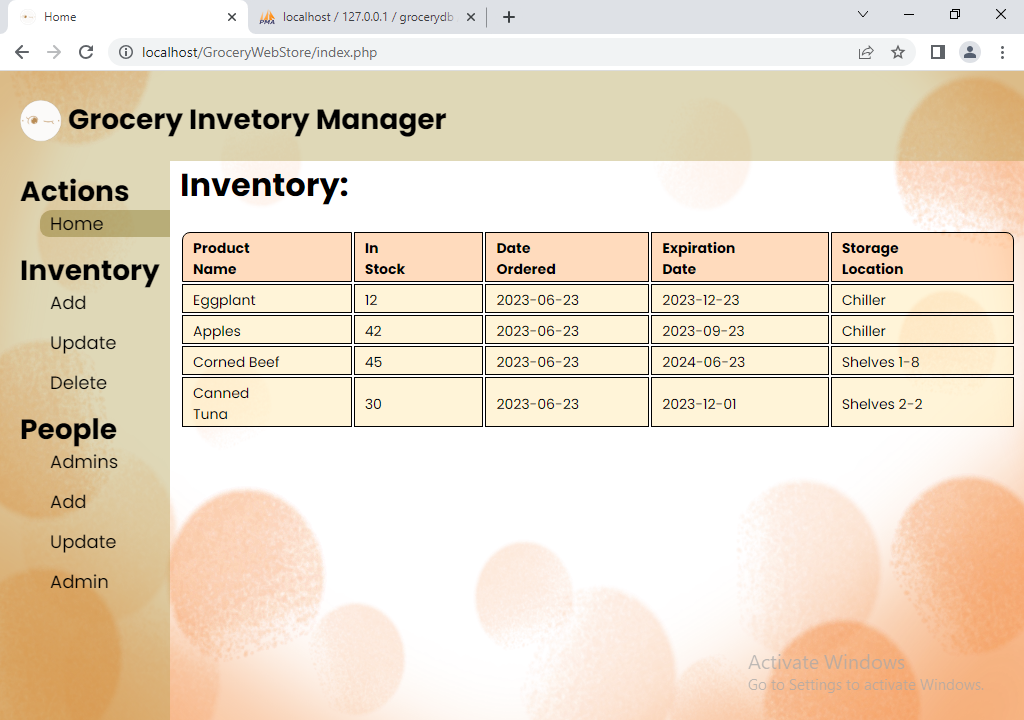 Home
localhost / 127.0.0.1 / grocerydb
PMA
localhost/GroceryWebStore/index.php
Grocery Invetory Manager
Actions
Home
Inventory
Add
Update
Delete
People
Admins
Add
Update
Admin
Inventory:
Product Name In Stock Date Ordered Expiration Date Storage Location
Eggplant 12 2023-06-23 2023-12-23 Chiller
Apples 42 2023-06-23 2023-09-23 Chiller
Corned Beef 45 2023-06-23 2024-06-23 Shelves 1-8
Canned Tuna 30 2023-06-23 2023-12-01 Shelves 2-2
Activate Windows
Go to Settings to activate Windows.